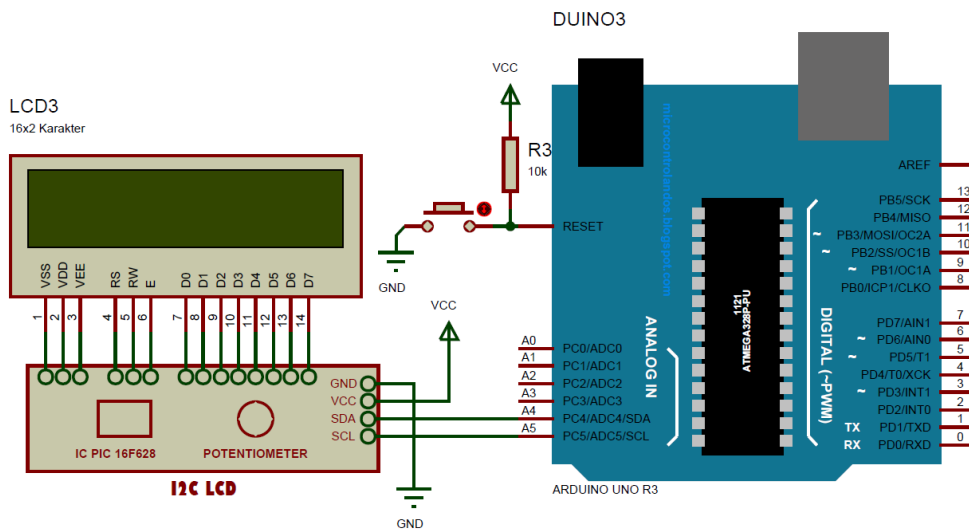 DUINO3
LCD3
16x2 Karakter
VSS
VDD
VEE
RS
RW
E
D0
D1
D2
D3
D4
D5
D6
D7
1
2
3
4
5
6
7
8
9
10
11
12
13
14
GND
VCC
SDA
SCL
IC PIC 16F628
POTENTIOMETER
I2C LCD
VCC
R3
10k
GND
VCC
GND
RESET
A0
A1
A2
A3
A4
A5
PC0/ADC0
PC1/ADC1
PC2/ADC2
PC3/ADC3
PC4/ADC4/SDA
PC5/ADC5/SCL
ANALOG IN
microcontrolandos.blogspot.com
1121
ATMEGA328P-PU
DIGITAL (~PWM)
AREF
PB5/SCK 13
PB4/MISO 12
~ PB3/MOSI/OC2A 11
~ PB2/SS/OC1B 10
~ PB1/OC1A 9
PB0/ICP1/CLKO 8
PD7/AIN1 7
~ PD6/AIN0 6
~ PD5/T1 5
PD4/T0/XCK 4
~ PD3/INT1 3
PD2/INT0 2
TX PD1/TXD 1
RX PD0/RXD 0
ARDUINO UNO R3